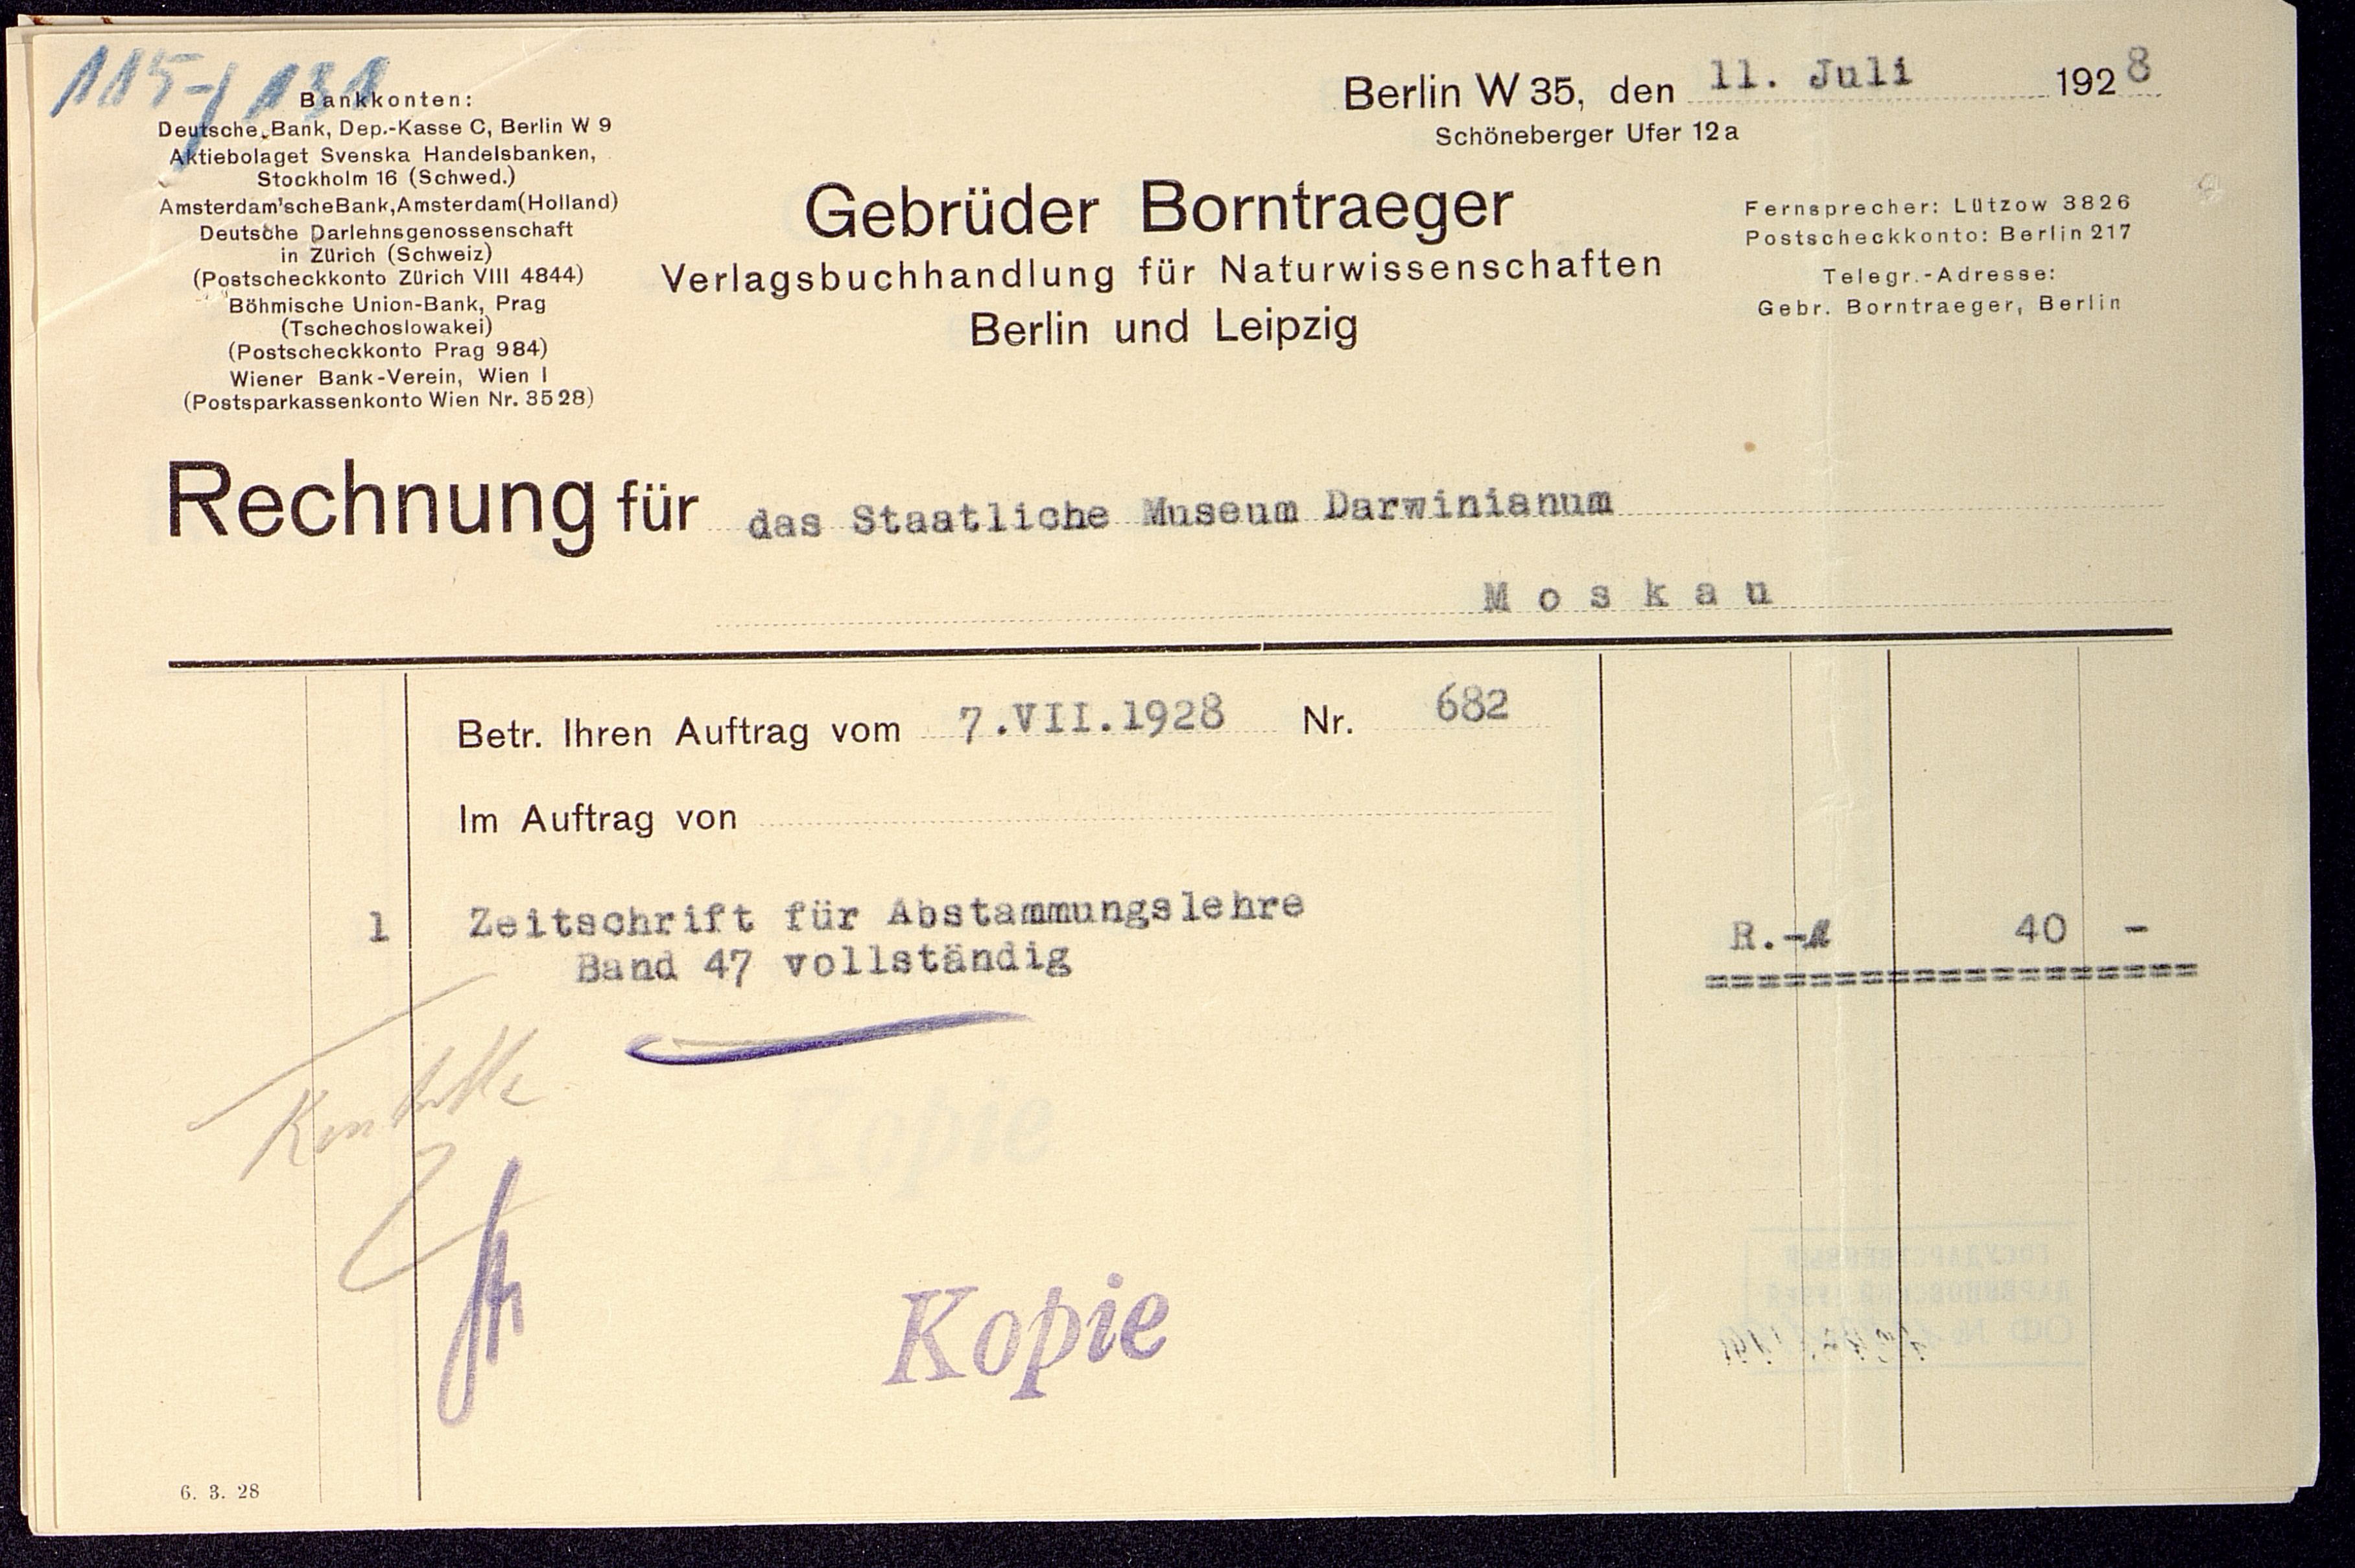 115-/131
Bankkonten:
Deutsche Bank, Dep.-Kasse C, Berlin W 9
Aktiebolaget Svenska Handelsbanken,
Stockholm 16 (Schwed.)
Amsterdam'sche Bank, Amsterdam (Holland)
Deutsche Darlehnsgenossenschaft
in Zürich (Schweiz)
(Postscheckkonto Zürich VIII 4844)
Böhmische Union-Bank, Prag
(Tschechoslowakei)
(Postscheckkonto Prag 984)
Wiener Bank-Verein, Wien I
(Postsparkassenkonto Wien Nr. 3528)
Berlin W 35, den 11. Juli 1928
Schöneberger Ufer 12a
Gebrüder Borntraeger
Verlagsbuchhandlung für Naturwissenschaften
Berlin und Leipzig
Fernsprecher: Lützow 3826
Postscheckkonto: Berlin 217
Telegr.-Adresse:
Gebr. Borntraeger, Berlin
Rechnung für das Staatliche Museum Darwinianum
Moskau
Betr. Ihren Auftrag vom 7.VII.1928 Nr. 682
Im Auftrag von
1 Zeitschrift für Abstammungslehre
Band 47 vollständig
R.-M 40 -
Kopie
6. 3. 28